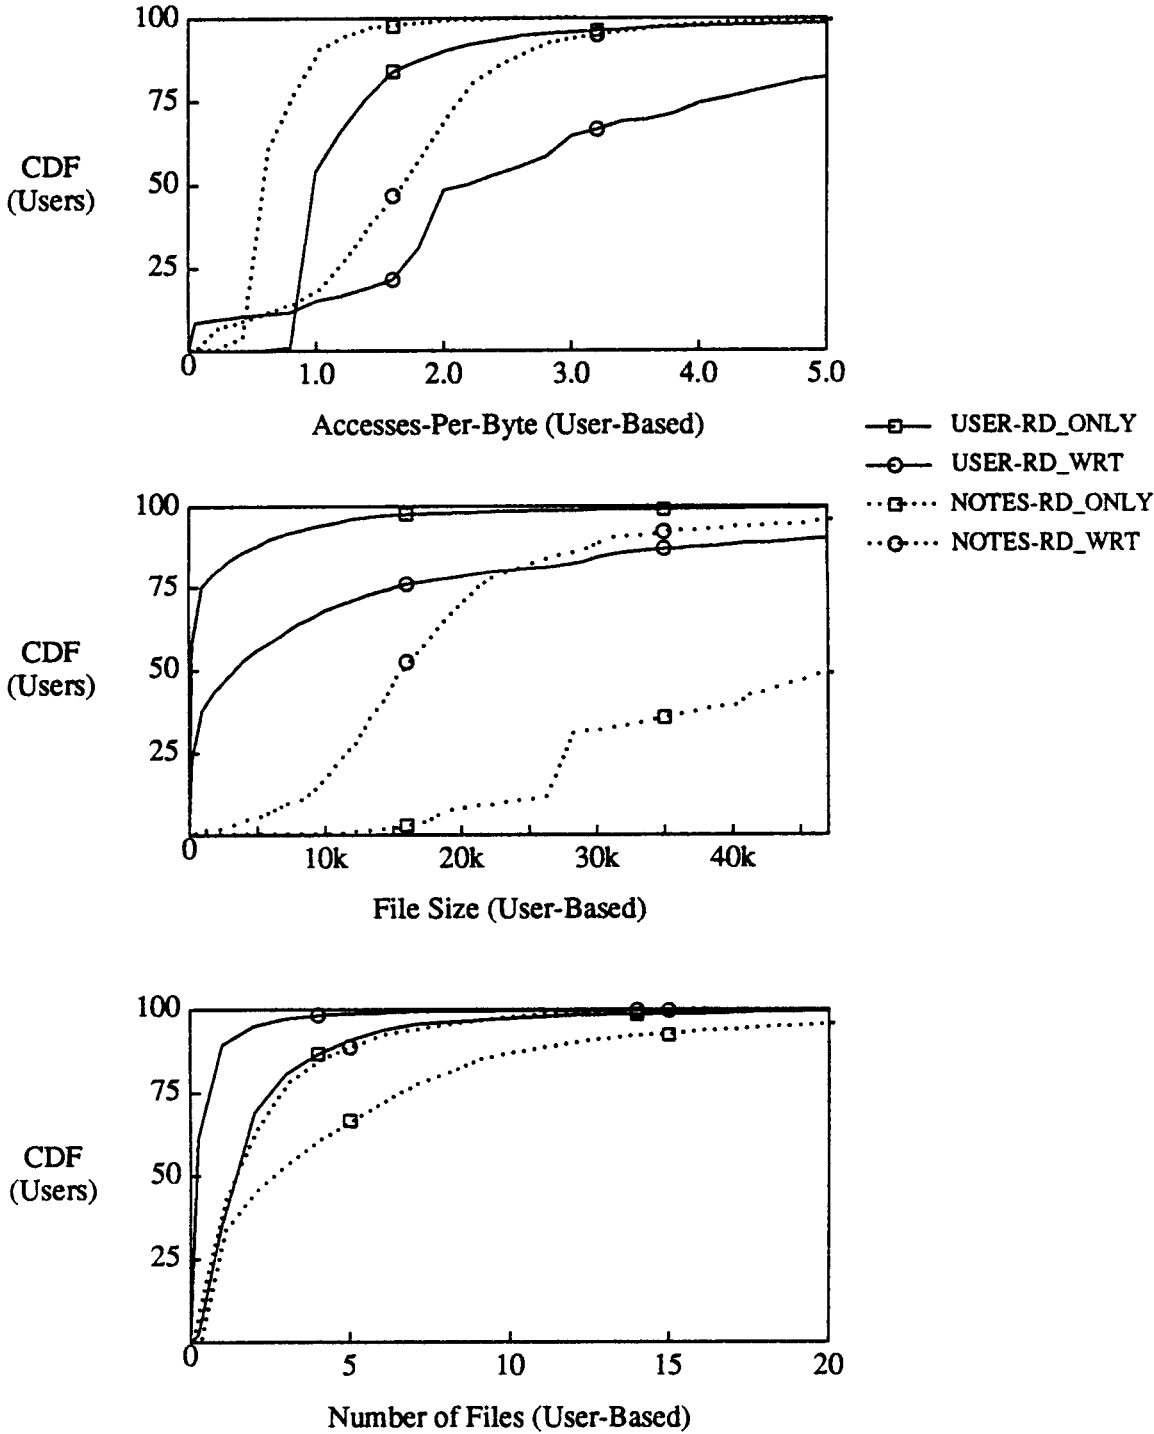 100
75
CDF
(Users)
50
25
0 1.0 2.0 3.0 4.0 5.0
Accesses-Per-Byte (User-Based)
USER-RD_ONLY
USER-RD_WRT
NOTES-RD_ONLY
NOTES-RD_WRT
100
75
CDF
(Users)
50
25
0 10k 20k 30k 40k
File Size (User-Based)
100
75
CDF
(Users)
50
25
0 5 10 15 20
Number of Files (User-Based)